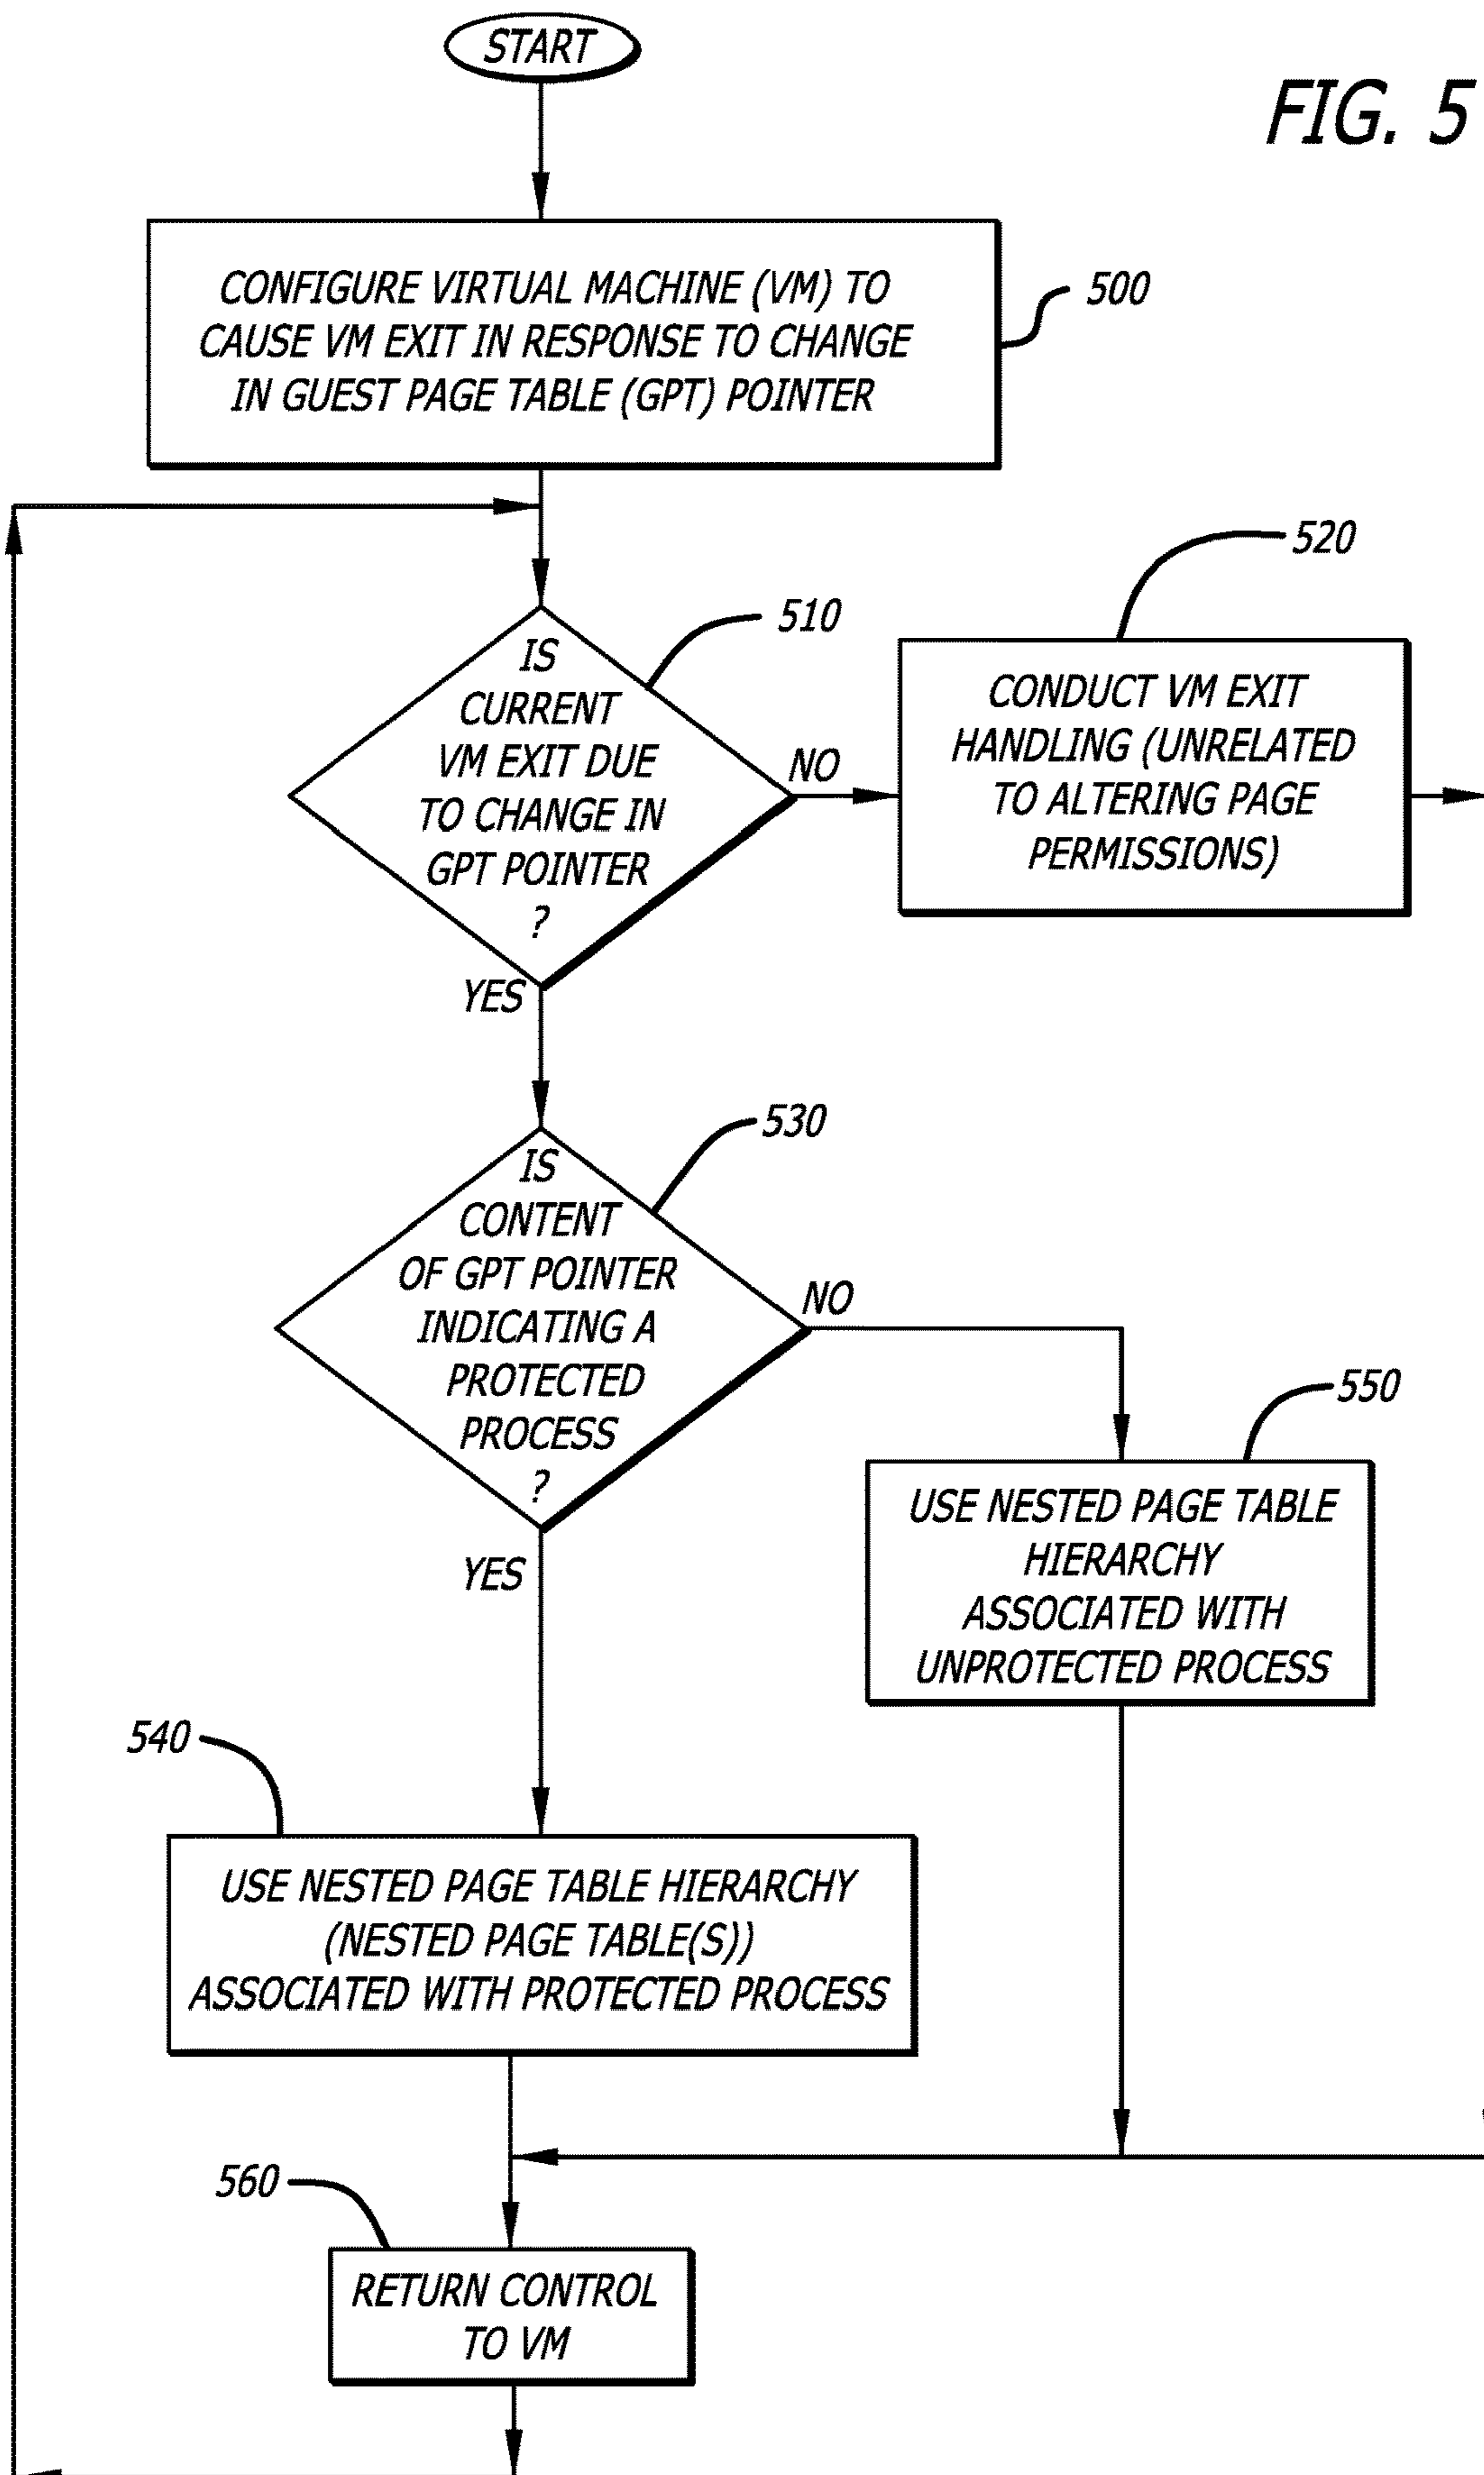 START
FIG. 5
CONFIGURE VIRTUAL MACHINE (VM) TO
CAUSE VM EXIT IN RESPONSE TO CHANGE
IN GUEST PAGE TABLE (GPT) POINTER
500
510
IS
CURRENT
VM EXIT DUE
TO CHANGE IN
GPT POINTER
?
NO
YES
520
CONDUCT VM EXIT
HANDLING (UNRELATED
TO ALTERING PAGE
PERMISSIONS)
530
IS
CONTENT
OF GPT POINTER
INDICATING A
PROTECTED
PROCESS
?
NO
YES
550
USE NESTED PAGE TABLE
HIERARCHY
ASSOCIATED WITH
UNPROTECTED PROCESS
540
USE NESTED PAGE TABLE HIERARCHY
(NESTED PAGE TABLE(S))
ASSOCIATED WITH PROTECTED PROCESS
560
RETURN CONTROL
TO VM